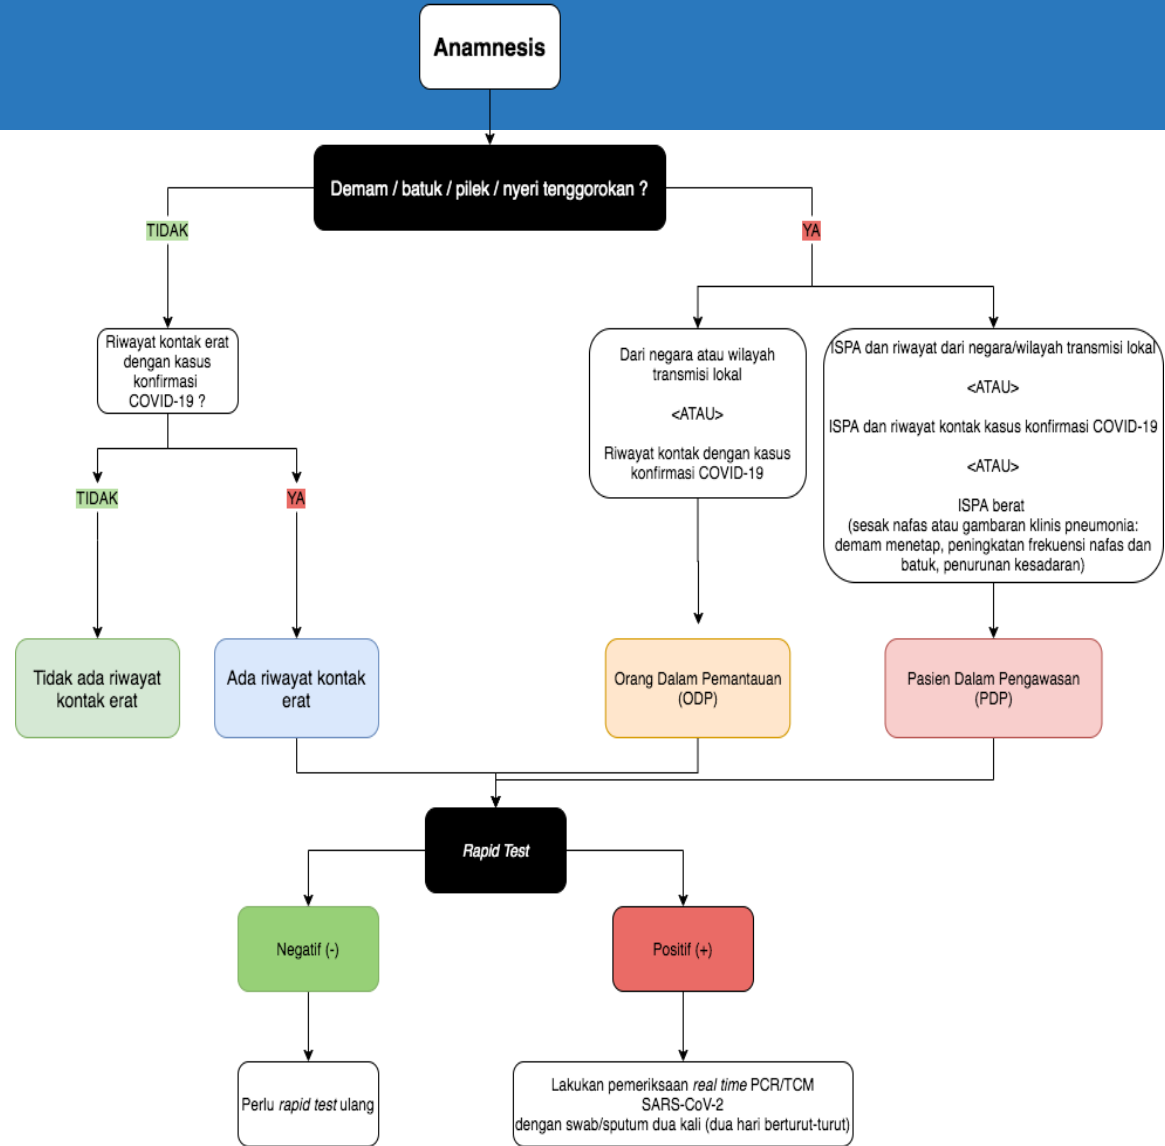 Anamnesis
Demam / batuk / pilek / nyeri tenggorokan ?
TIDAK
YA
Riwayat kontak erat
dengan kasus
konfirmasi
COVID-19 ?
Dari negara atau wilayah
transmisi lokal
<ATAU>
Riwayat kontak dengan kasus
konfirmasi COVID-19
ISPA dan riwayat dari negara/wilayah transmisi lokal
<ATAU>
ISPA dan riwayat kontak kasus konfirmasi COVID-19
<ATAU>
ISPA berat
(sesak nafas atau gambaran klinis pneumonia:
demam menetap, peningkatan frekuensi nafas dan
batuk, penurunan kesadaran)
TIDAK
YA
Tidak ada riwayat
kontak erat
Ada riwayat kontak
erat
Orang Dalam Pemantauan
(ODP)
Pasien Dalam Pengawasan
(PDP)
Rapid Test
Negatif (-)
Positif (+)
Perlu rapid test ulang
Lakukan pemeriksaan real time PCR/TCM
SARS-CoV-2
dengan swab/sputum dua kali (dua hari berturut-turut)